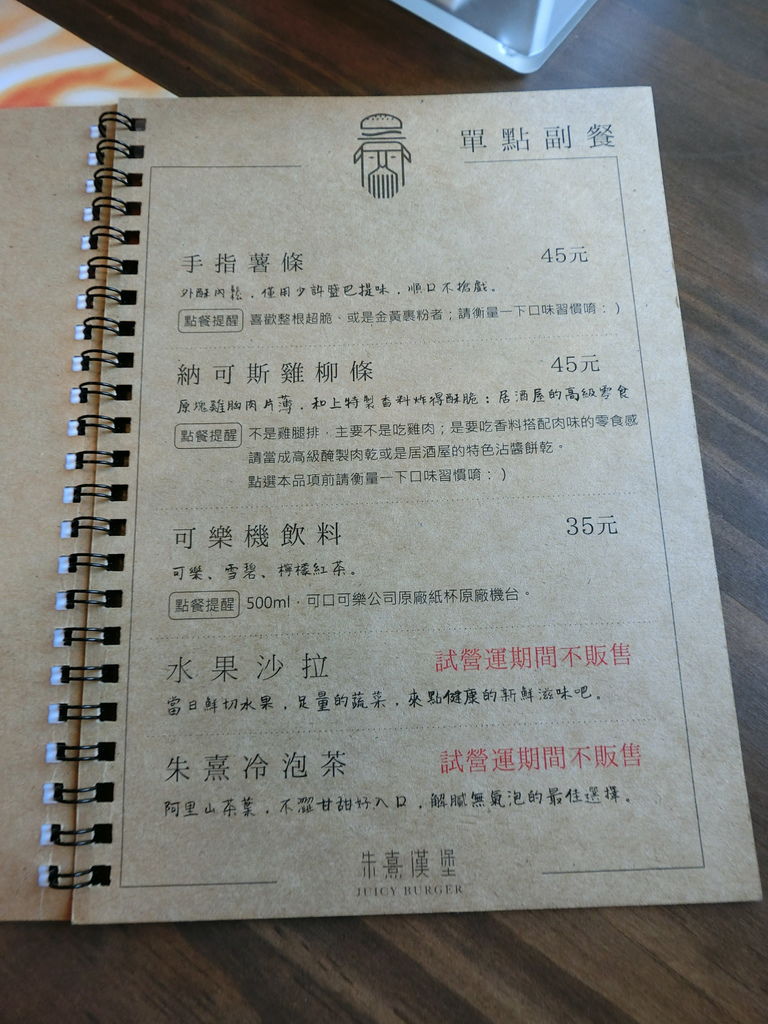 單點副餐
手指薯條 45元
外酥內鬆，僅用少許鹽巴提味，順口不搶戲。
點餐提醒 喜歡整根超脆、或是金黃裹粉者；請衡量一下口味習慣唷：）
納可斯雞柳條 45元
原塊雞胸肉片薄，和上特製香料炸得酥脆；居酒屋的高級零食
點餐提醒 不是雞腿排，主要不是吃雞肉；是要吃香料搭配肉味的零食感
請當成高級醃製肉乾或是居酒屋的特色沾醬餅乾。
點選本品項前請衡量一下口味習慣唷：）
可樂機飲料 35元
可樂、雪碧、檸檬紅茶。
點餐提醒 500ml，可口可樂公司原廠紙杯原廠機台。
水果沙拉 試營運期間不販售
當日鮮切水果，足量的蔬菜，來點健康的新鮮滋味吧。
朱熹冷泡茶 試營運期間不販售
阿里山茶葉，不澀甘甜好入口，解膩無氣泡的最佳選擇。
朱熹漢堡
JUICY BURGER